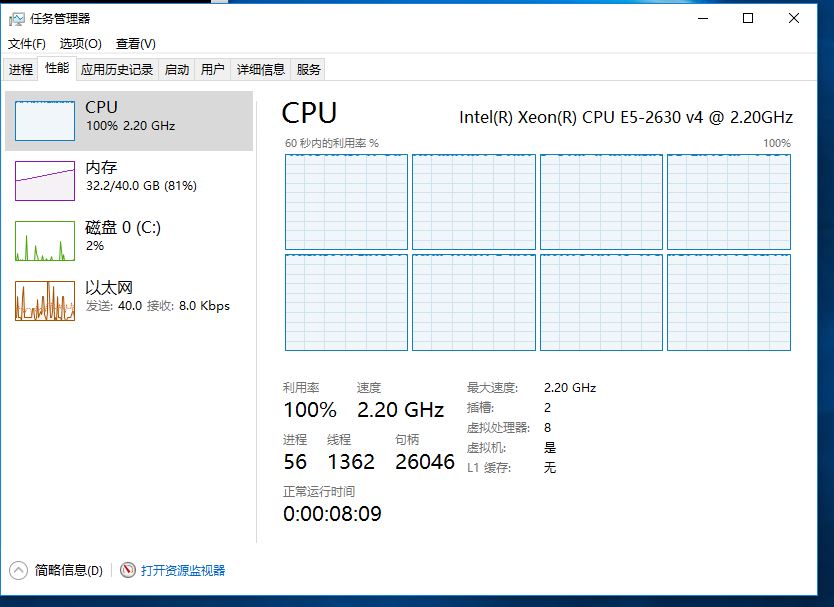 任务管理器
文件(F) 选项(O) 查看(V)
进程 性能 应用历史记录 启动 用户 详细信息 服务
CPU
100% 2.20 GHz
内存
32.2/40.0 GB (81%)
磁盘 0 (C:)
2%
以太网
发送: 40.0 接收: 8.0 Kbps
CPU Intel(R) Xeon(R) CPU E5-2630 v4 @ 2.20GHz
60 秒内的利用率 % 100%
利用率 速度
100% 2.20 GHz
进程 线程 句柄
56 1362 26046
正常运行时间
0:00:08:09
最大速度: 2.20 GHz
插槽: 2
虚拟处理器: 8
虚拟机: 是
L1 缓存: 无
简略信息(D) 打开资源监视器